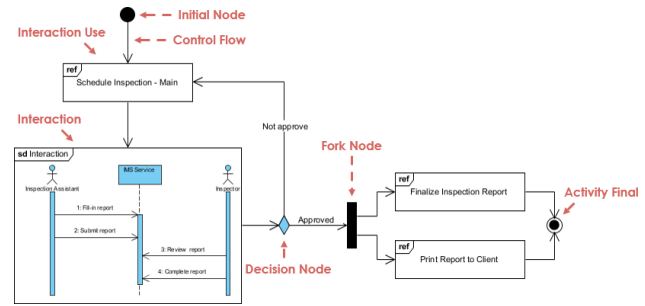 Initial Node
Interaction Use
Control Flow
ref
Schedule Inspection - Main
Interaction
Not approve
sd Interaction
Inspection Assistant
IMS Service
Inspector
1: Fill-in report
2: Submit report
3: Review report
4: Complete report
Approved
Decision Node
Fork Node
ref
Finalize Inspection Report
Activity Final
ref
Print Report to Client